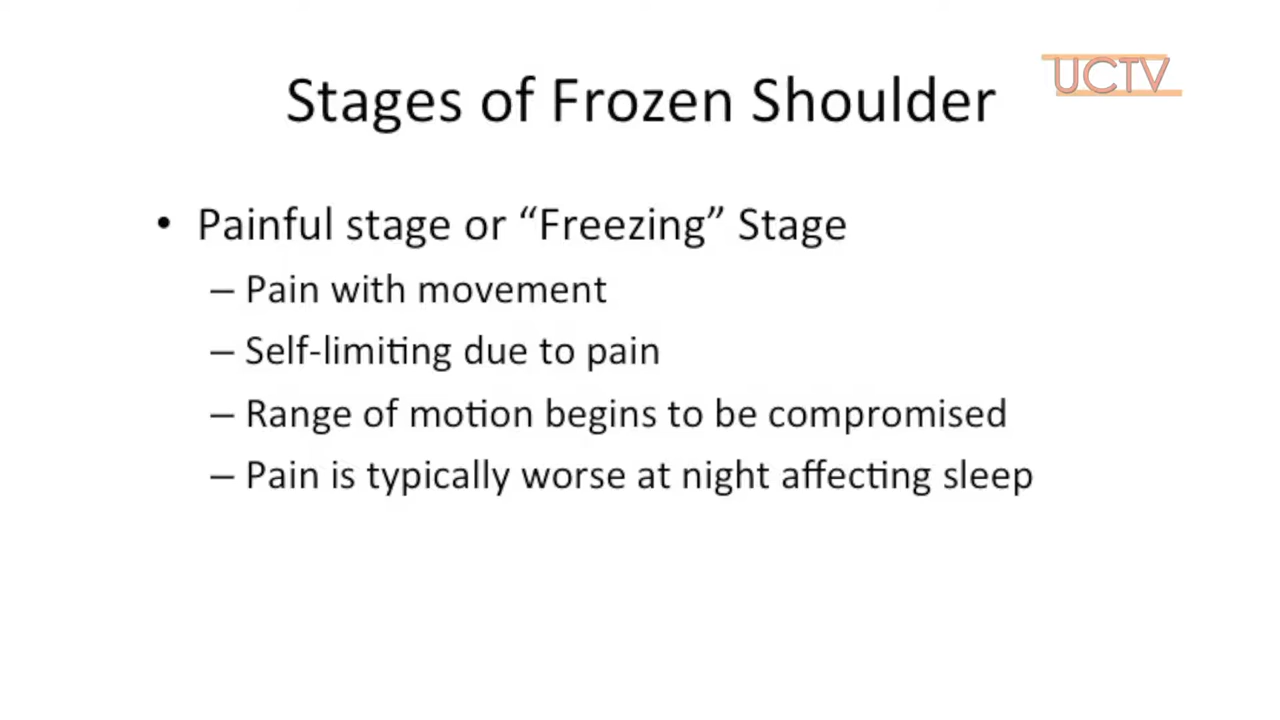 UCTV
Stages of Frozen Shoulder
• Painful stage or “Freezing” Stage
– Pain with movement
– Self-limiting due to pain
– Range of motion begins to be compromised
– Pain is typically worse at night affecting sleep